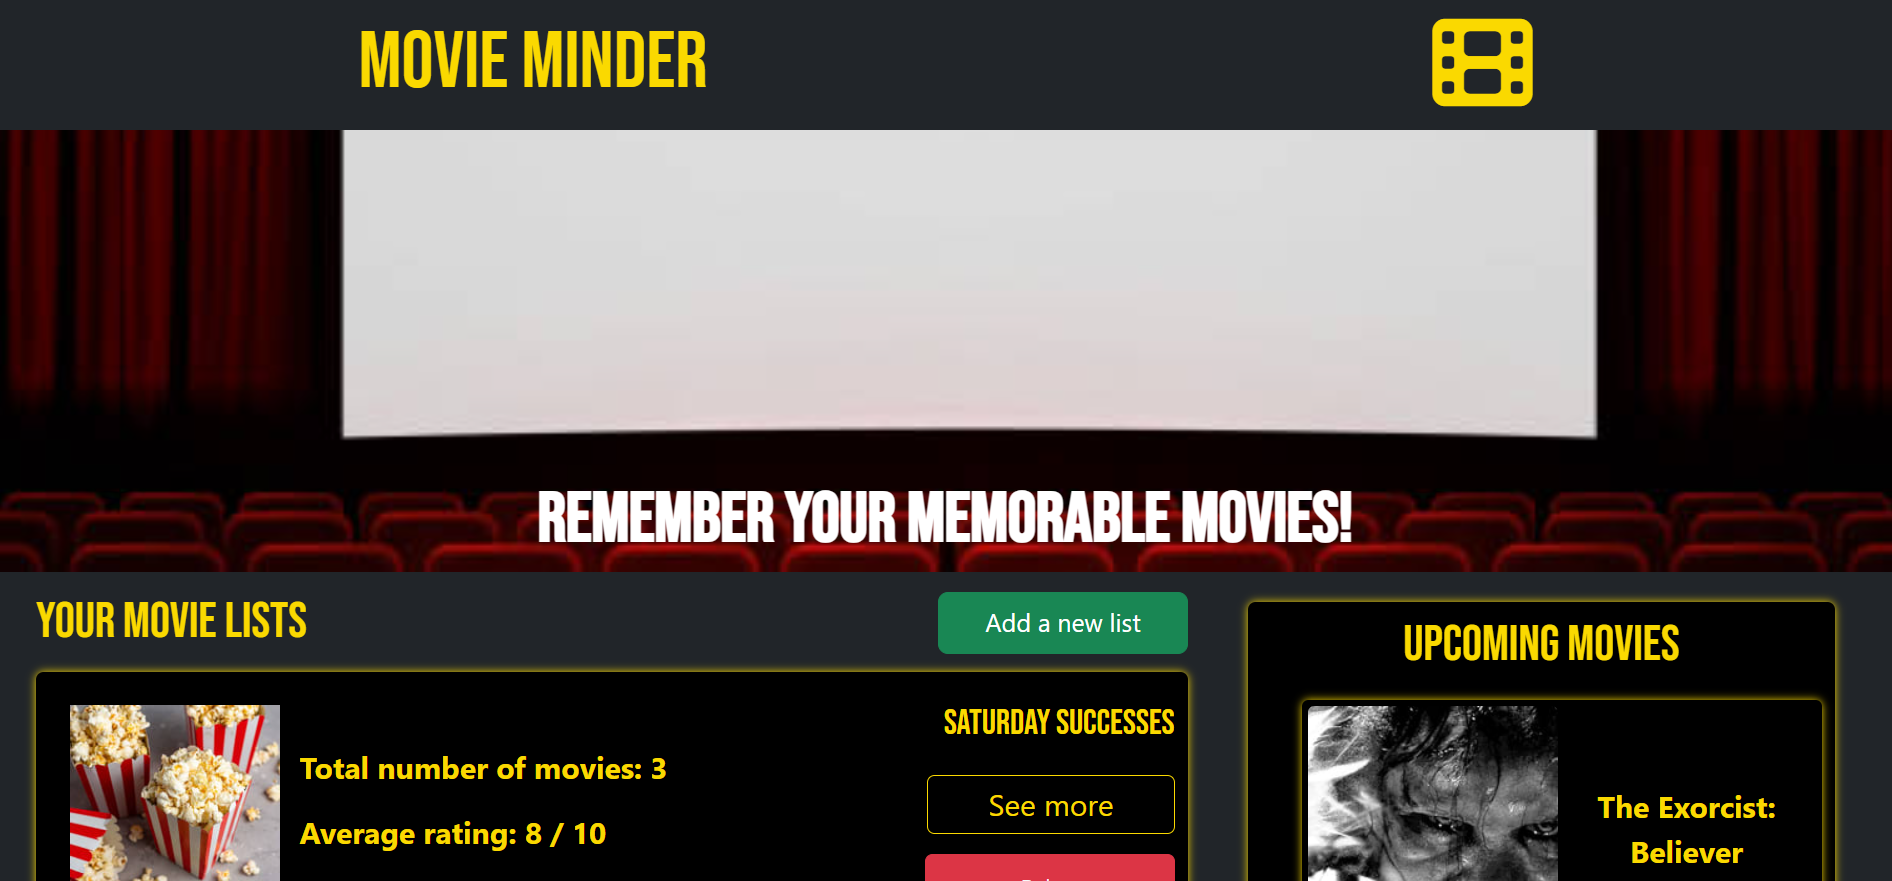 MOVIE MINDER
REMEMBER YOUR MEMORABLE MOVIES!
YOUR MOVIE LISTS
Add a new list
SATURDAY SUCCESSES
Total number of movies: 3
See more
Average rating: 8 / 10
UPCOMING MOVIES
The Exorcist:
Believer